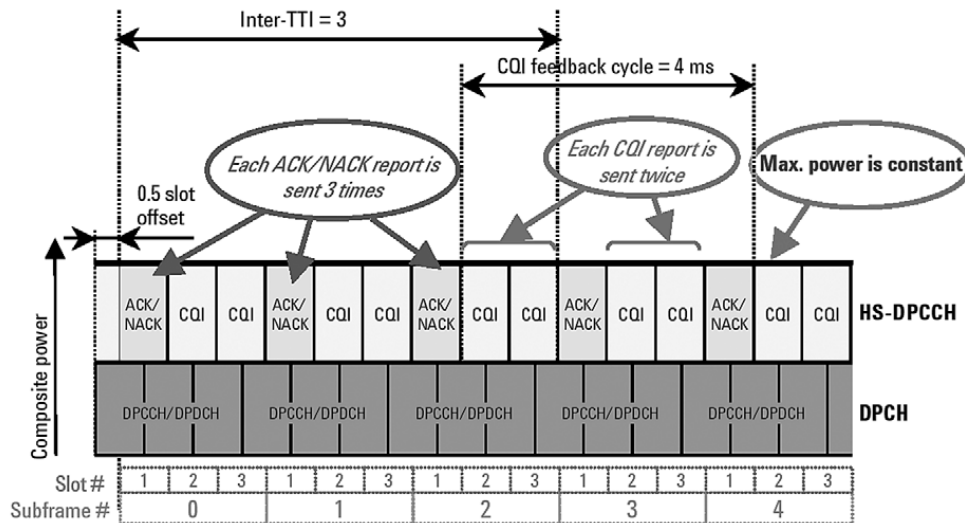 Inter-TTI = 3
CQI feedback cycle = 4 ms
Each ACK/NACK report is
sent 3 times
Each CQI report is
sent twice
Max. power is constant
0.5 slot
offset
Composite power
ACK/
NACK
CQI
CQI
ACK/
NACK
CQI
CQI
ACK/
NACK
CQI
CQI
ACK/
NACK
CQI
CQI
ACK/
NACK
CQI
CQI
HS-DPCCH
DPCCH/DPDCH
DPCCH/DPDCH
DPCCH/DPDCH
DPCCH/DPDCH
DPCCH/DPDCH
DPCH
Slot # 1 2 3 1 2 3 1 2 3 1 2 3 1 2 3
Subframe # 0 1 2 3 4